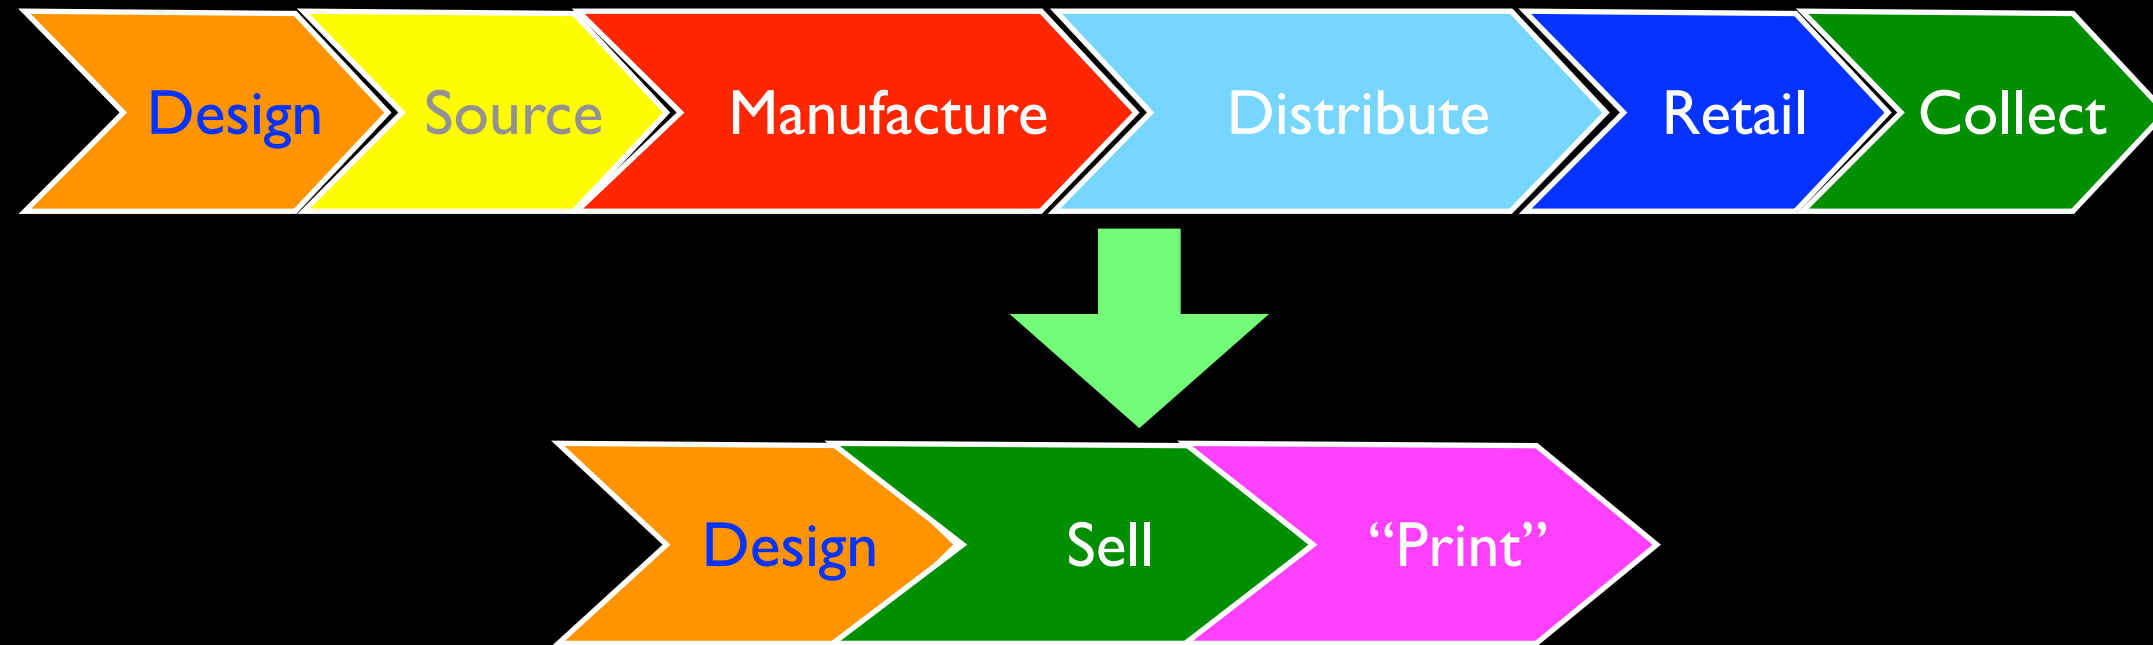 Design Source Manufacture Distribute Retail Collect
Design Sell “Print”